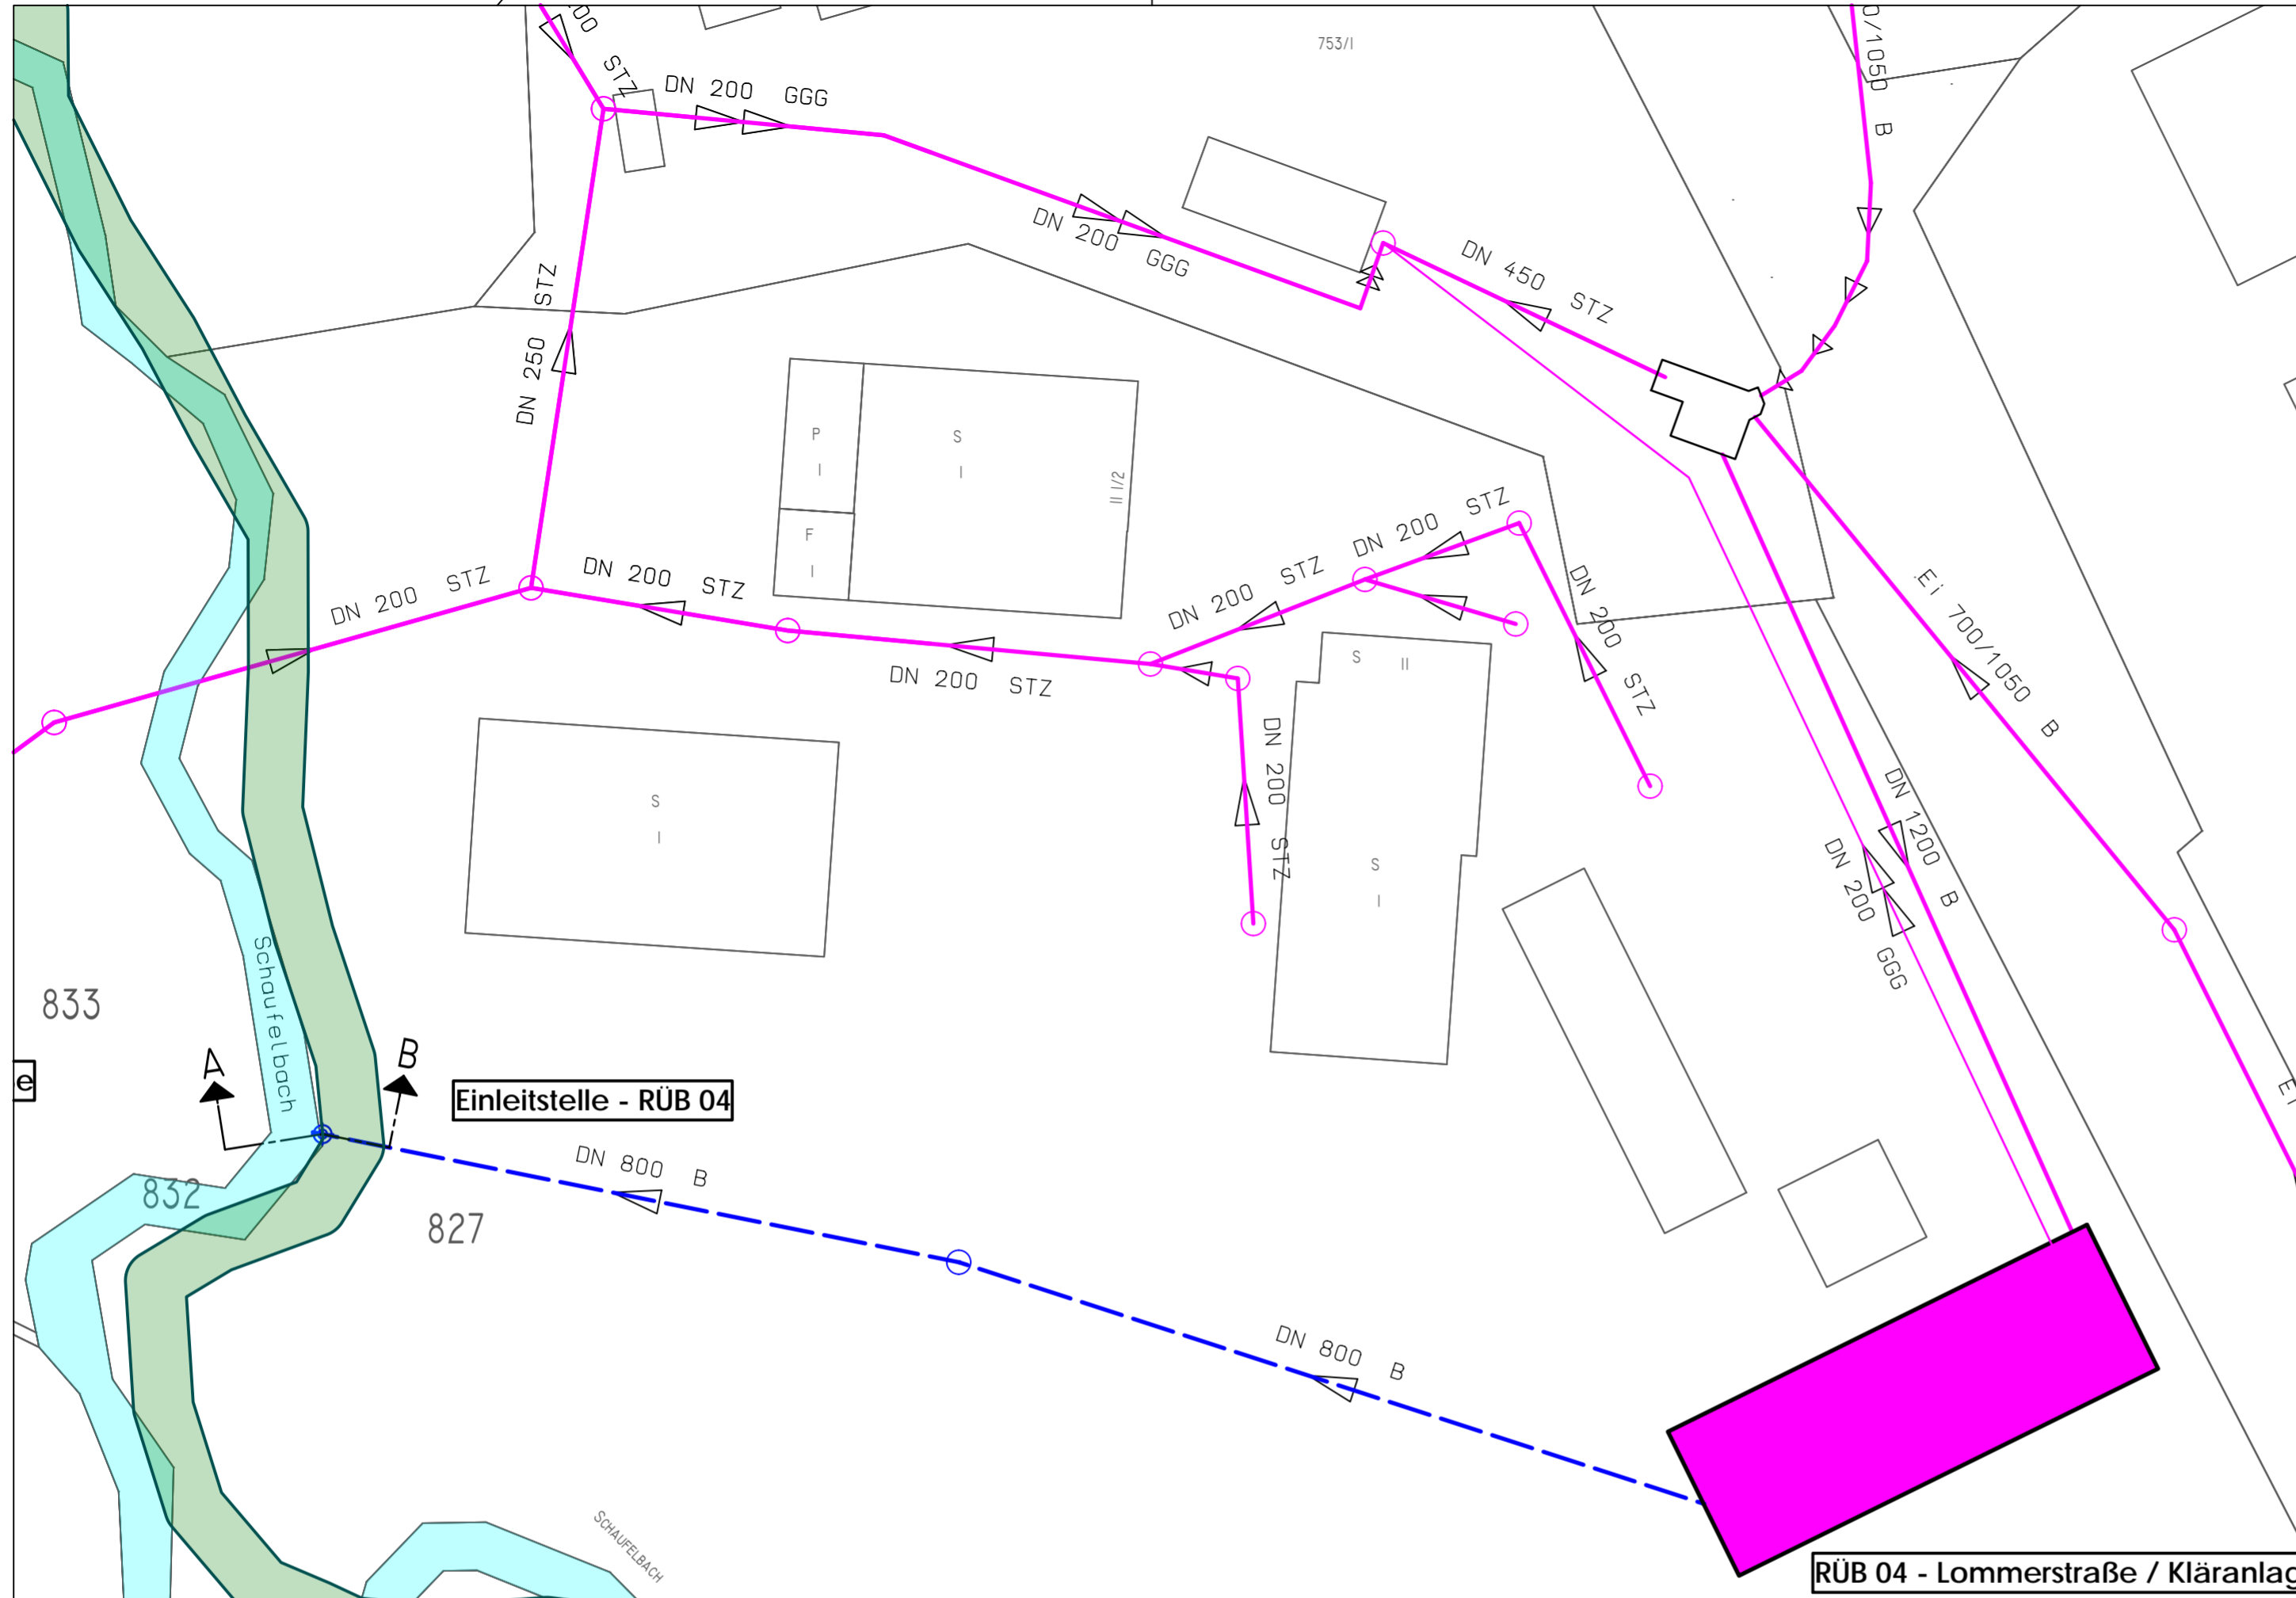 753/I
STZ
DN 200 GGG
0/1050 B
DN 200 GGG
DN 450 STZ
DN 250 STZ
P
I
S
I
II 1/2
F
I
DN 200 STZ
DN 200 STZ
DN 200 STZ
DN 200 STZ
DN 200 STZ
DN 200 STZ
Ei 700/1050 B
S II
DN 200 STZ
S
I
S
I
DN 1200 B
DN 200 GGG
Schaufelbach
833
A
B
e
Einleitstelle - RÜB 04
DN 800 B
832
827
DN 800 B
SCHAUFELBACH
RÜB 04 - Lommerstraße / Kläranlag